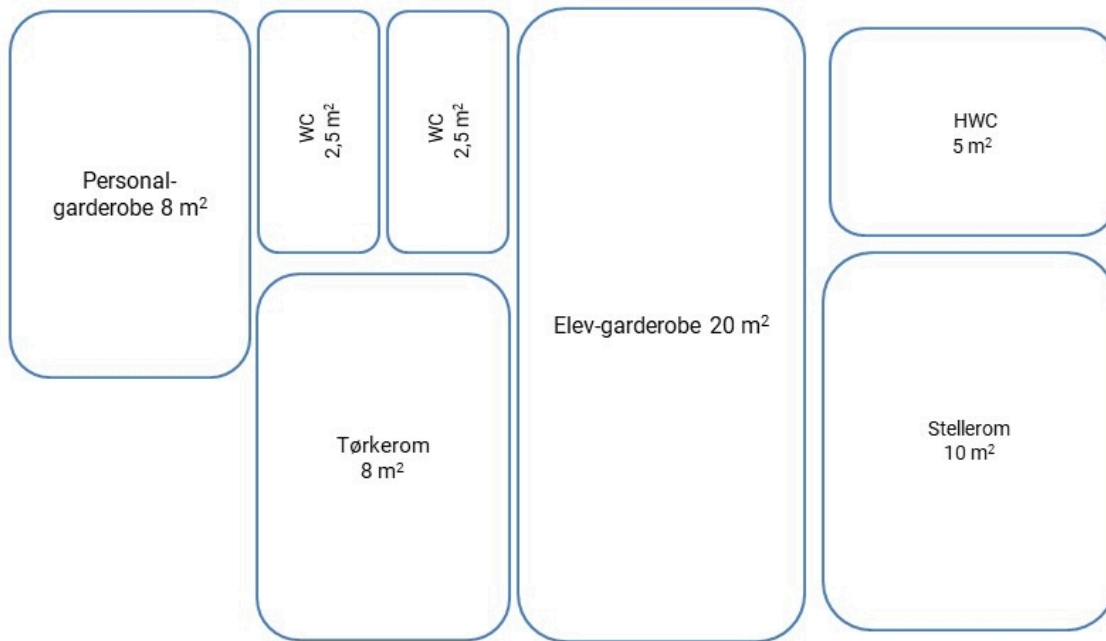 Personal-
garderobe 8 m²
WC
2,5 m²
WC
2,5 m²
Elev-garderobe 20 m²
HWC
5 m²
Tørkerom
8 m²
Stellerom
10 m²